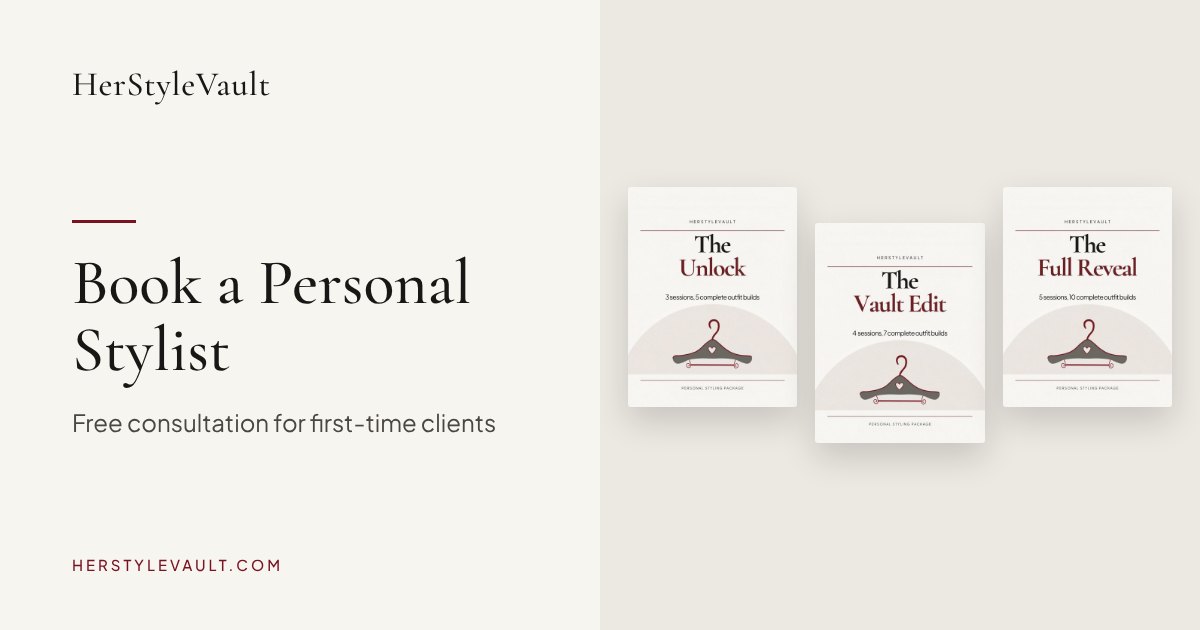 HerStyleVault
Book a Personal
Stylist
Free consultation for first-time clients
HERSTYLEVAULT.COM
HERSTYLEVAULT
The
Unlock
3 sessions, 5 complete outfit builds
PERSONAL STYLING PACKAGE
HERSTYLEVAULT
The
Vault Edit
4 sessions, 7 complete outfit builds
PERSONAL STYLING PACKAGE
HERSTYLEVAULT
The
Full Reveal
5 sessions, 10 complete outfit builds
PERSONAL STYLING PACKAGE